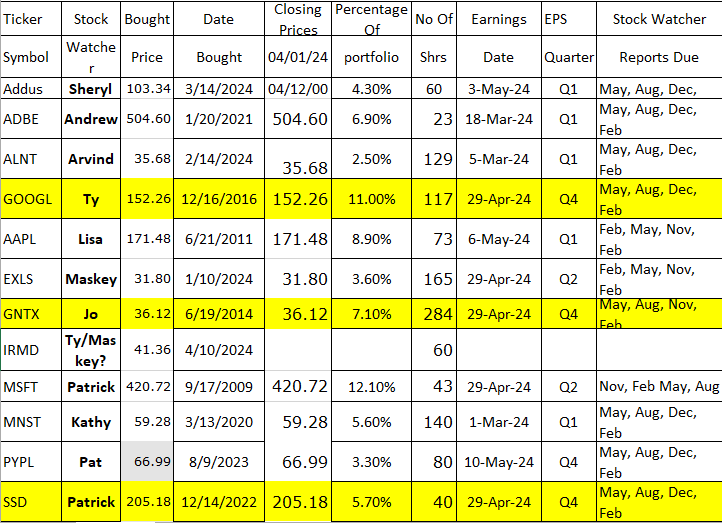 Ticker Stock Bought Date Closing Prices Percentage Of No Of Earnings EPS Stock Watcher
Symbol Watcher Price Bought 04/01/24 portfolio Shrs Date Quarter Reports Due
Addus Sheryl 103.34 3/14/2024 04/12/00 4.30% 60 3-May-24 Q1 May, Aug, Dec,
ADBE Andrew 504.60 1/20/2021 504.60 6.90% 23 18-Mar-24 Q1 May, Aug, Dec, Feb
ALNT Arvind 35.68 2/14/2024 35.68 2.50% 129 5-Mar-24 Q1 May, Aug, Dec, Feb
GOOGL Ty 152.26 12/16/2016 152.26 11.00% 117 29-Apr-24 Q4 May, Aug, Dec, Feb
AAPL Lisa 171.48 6/21/2011 171.48 8.90% 73 6-May-24 Q1 Feb, May, Nov, Feb
EXLS Maskey 31.80 1/10/2024 31.80 3.60% 165 29-Apr-24 Q2 Feb, May, Nov, Feb
GNTX Jo 36.12 6/19/2014 36.12 7.10% 284 29-Apr-24 Q4 May, Aug, Nov, Feb
IRMD Ty/Maskey? 41.36 4/10/2024 60
MSFT Patrick 420.72 9/17/2009 420.72 12.10% 43 29-Apr-24 Q2 Nov, Feb May, Aug
MNST Kathy 59.28 3/13/2020 59.28 5.60% 140 1-Mar-24 Q1 May, Aug, Dec, Feb
PYPL Pat 66.99 8/9/2023 66.99 3.30% 80 10-May-24 Q4 May, Aug, Dec, Feb
SSD Patrick 205.18 12/14/2022 205.18 5.70% 40 29-Apr-24 Q4 May, Aug, Dec, Feb